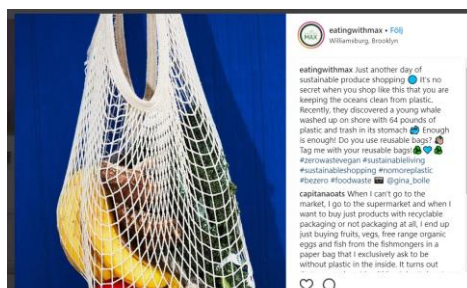 MAX
eatingwithmax • Följ
Williamsburg, Brooklyn
eatingwithmax Just another day of
sustainable produce shopping 🌐 It's no
secret when you shop like this that you are
keeping the oceans clean from plastic.
Recently, they discovered a young whale
washed up on shore with 64 pounds of
plastic and trash in its stomach 🐳 Enough
is enough! Do you use reusable bags?
Tag me with your reusable bags!
#zerowastevegan #sustainableliving
#sustainableshopping #nomoreplastic
#bezero #foodwaste 📷 @gina_bolle
capitanaoats When I can't go to the
market, I go to the supermarket and when I
want to buy just products with recyclable
packaging or not packaging at all, I end up
just buying fruits, vegs, free range organic
eggs and fish from the fishmongers in a
paper bag that I exclusively ask to be
without plastic in the inside. It turns out